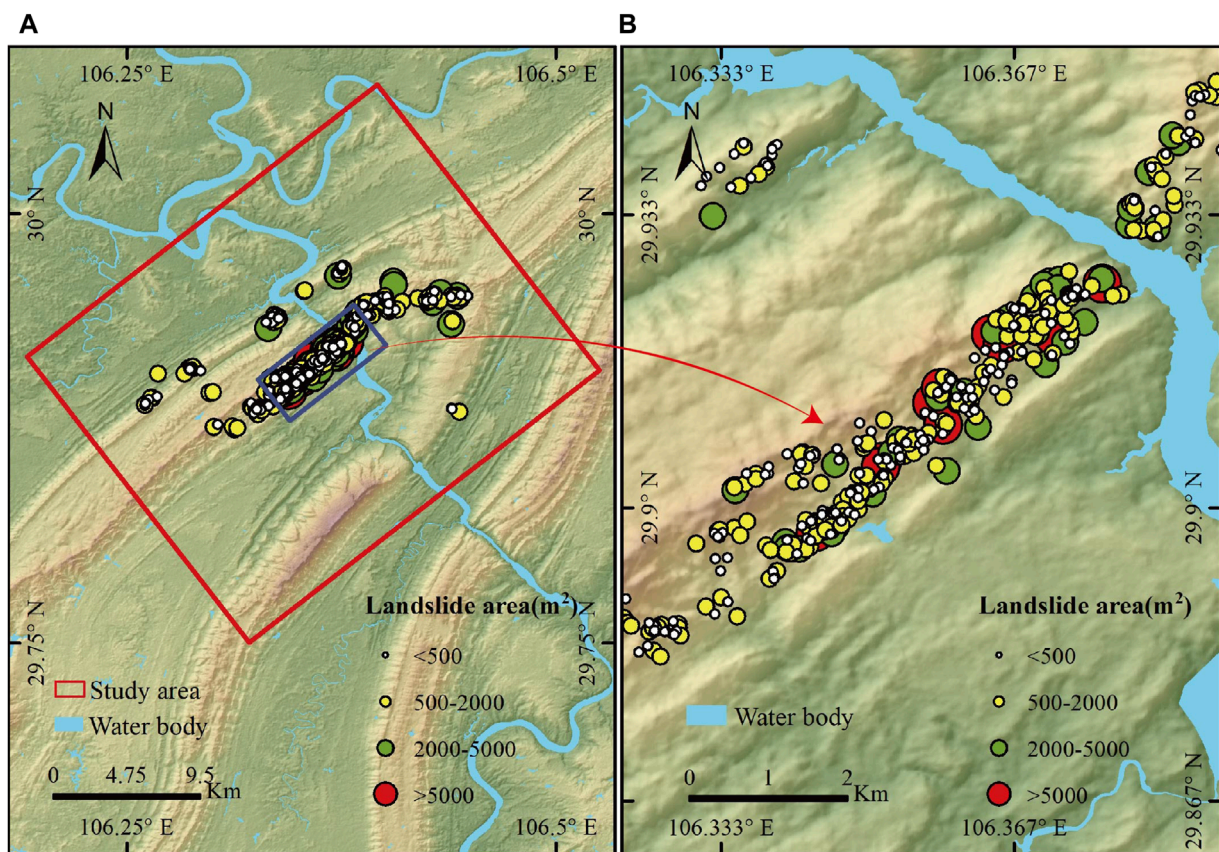 A
106.25° E
106.5° E
N
30° N
30° N
29.75° N
29.75° N
Landslide area(m²)
<500
500-2000
2000-5000
>5000
Study area
Water body
0 4.75 9.5
Km
106.25° E
106.5° E
B
106.333° E
106.367° E
N
29.933° N
29.933° N
29.9° N
29.9° N
Landslide area(m²)
<500
500-2000
2000-5000
>5000
Water body
0 1 2
Km
29.867° N
106.333° E
106.367° E